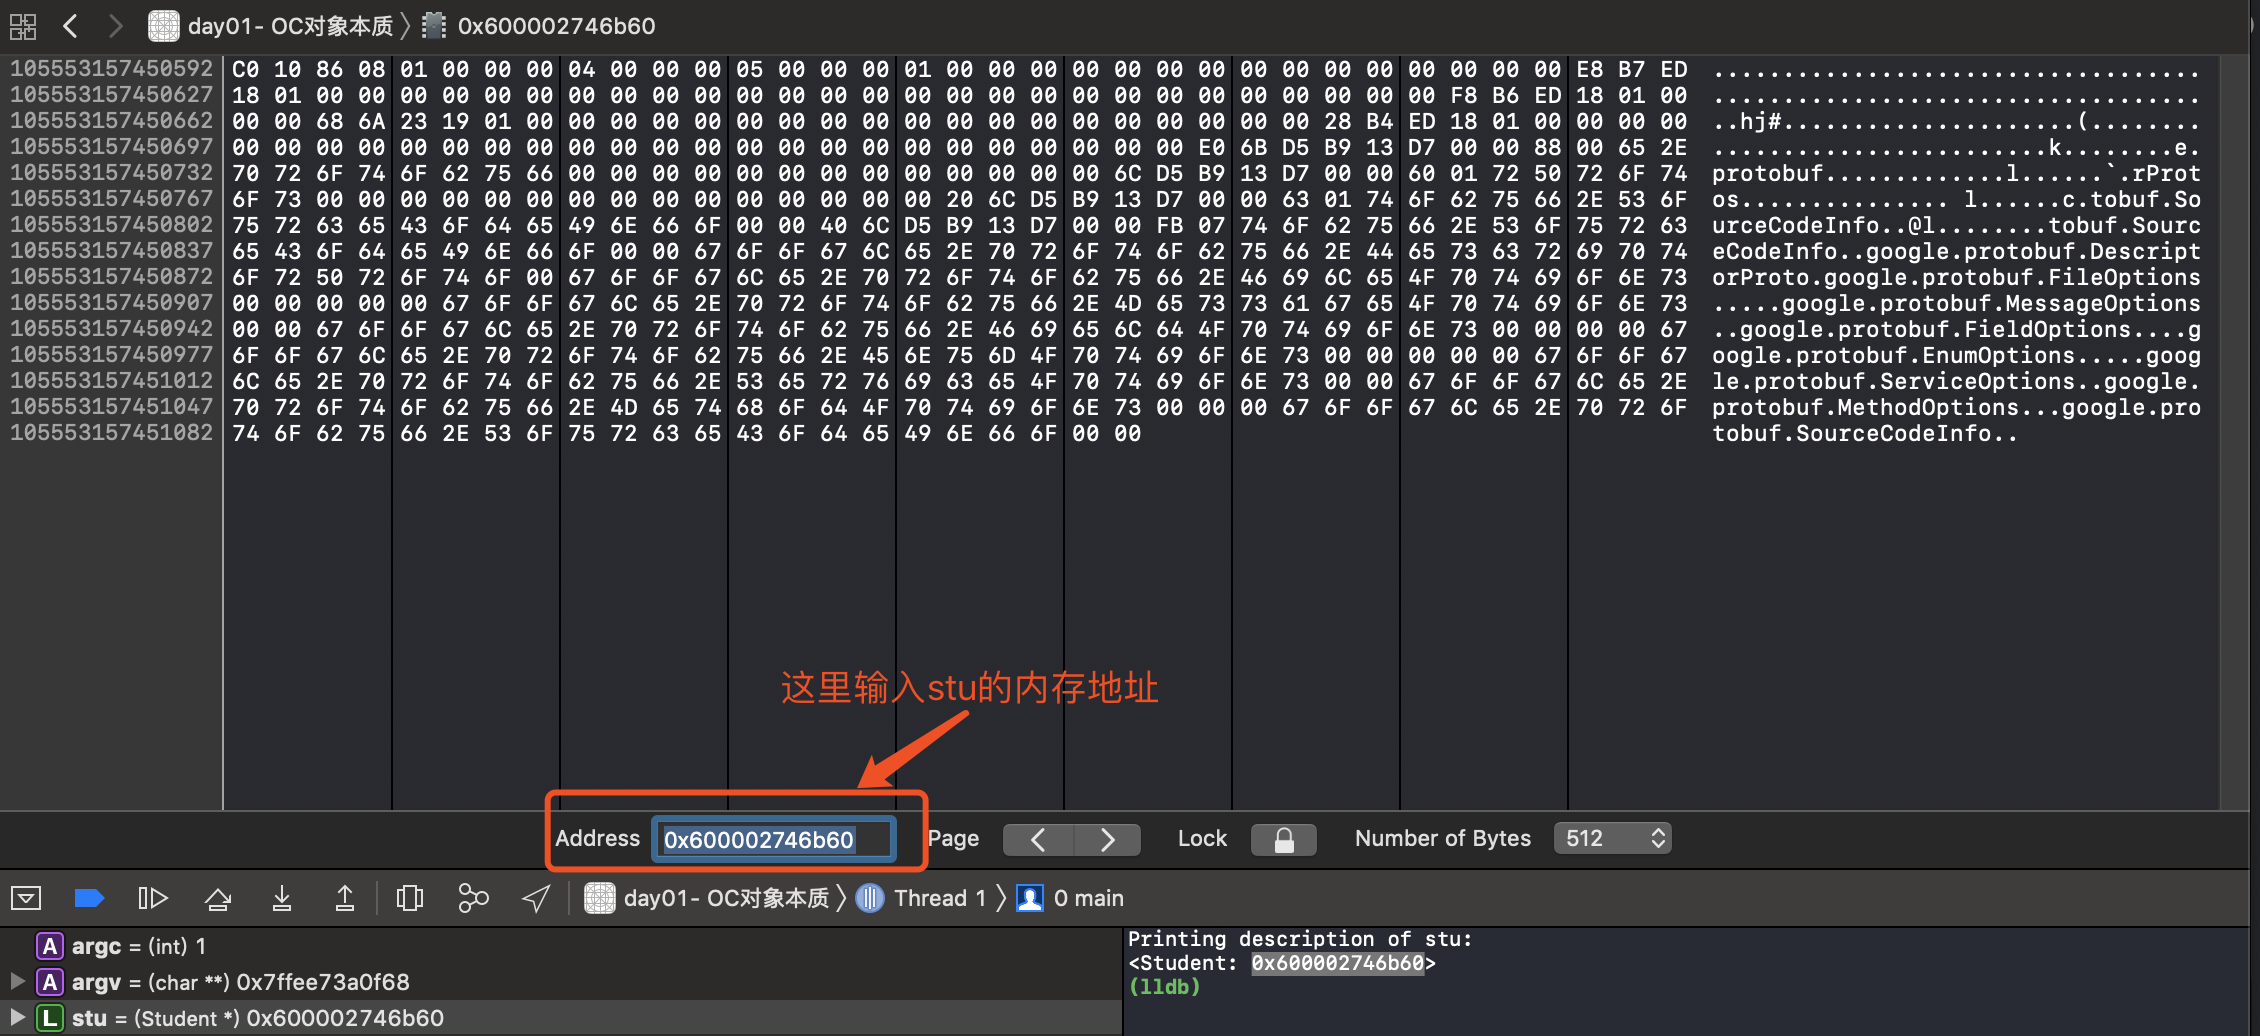 day01- OC对象本质 〉 0x600002746b60
105553157450592 C0 10 86 08 01 00 00 00 04 00 00 00 05 00 00 00 01 00 00 00 00 00 00 00 00 00 00 00 00 00 00 00 E8 B7 ED ...................................
105553157450627 18 01 00 00 00 00 00 00 00 00 00 00 00 00 00 00 00 00 00 00 00 00 00 00 00 00 00 00 00 F8 B6 ED 18 01 00 ...................................
105553157450662 00 00 68 6A 23 19 01 00 00 00 00 00 00 00 00 00 00 00 00 00 00 00 00 00 00 00 28 B4 ED 18 01 00 00 00 00 ..hj#.....................(........
105553157450697 00 00 00 00 00 00 00 00 00 00 00 00 00 00 00 00 00 00 00 00 00 00 00 E0 6B D5 B9 13 D7 00 00 88 00 65 2E ........................k........e.
105553157450732 70 72 6F 74 6F 62 75 66 00 00 00 00 00 00 00 00 00 00 00 00 00 6C D5 B9 13 D7 00 00 60 01 72 50 72 6F 74 protobuf.............l......`.rProt
105553157450767 6F 73 00 00 00 00 00 00 00 00 00 00 00 00 00 00 00 20 6C D5 B9 13 D7 00 00 63 01 74 6F 62 75 66 2E 53 6F os............... l......c.tobuf.So
105553157450802 75 72 63 65 43 6F 64 65 49 6E 66 6F 00 00 40 6C D5 B9 13 D7 00 00 FB 07 74 6F 62 75 66 2E 53 6F 75 72 63 urceCodeInfo..@l........tobuf.Sourc
105553157450837 65 43 6F 64 65 49 6E 66 6F 00 00 67 6F 6F 67 6C 65 2E 70 72 6F 74 6F 62 75 66 2E 44 65 73 63 72 69 70 74 eCodeInfo..google.protobuf.Descript
105553157450872 6F 72 50 72 6F 74 6F 00 67 6F 6F 67 6C 65 2E 70 72 6F 74 6F 62 75 66 2E 46 69 6C 65 4F 70 74 69 6F 6E 73 orProto.google.protobuf.FileOptions
105553157450907 00 00 00 00 00 67 6F 6F 67 6C 65 2E 70 72 6F 74 6F 62 75 66 2E 4D 65 73 73 61 67 65 4F 70 74 69 6F 6E 73 .....google.protobuf.MessageOptions
105553157450942 00 00 67 6F 6F 67 6C 65 2E 70 72 6F 74 6F 62 75 66 2E 46 69 65 6C 64 4F 70 74 69 6F 6E 73 00 00 00 00 67 ..google.protobuf.FieldOptions....g
105553157450977 6F 6F 67 6C 65 2E 70 72 6F 74 6F 62 75 66 2E 45 6E 75 6D 4F 70 74 69 6F 6E 73 00 00 00 00 00 67 6F 6F 67 oogle.protobuf.EnumOptions.....goog
105553157451012 6C 65 2E 70 72 6F 74 6F 62 75 66 2E 53 65 72 76 69 63 65 4F 70 74 69 6F 6E 73 00 00 67 6F 6F 67 6C 65 2E le.protobuf.ServiceOptions..google.
105553157451047 70 72 6F 74 6F 62 75 66 2E 4D 65 74 68 6F 64 4F 70 74 69 6F 6E 73 00 00 00 67 6F 6F 67 6C 65 2E 70 72 6F protobuf.MethodOptions...google.pro
105553157451082 74 6F 62 75 66 2E 53 6F 75 72 63 65 43 6F 64 65 49 6E 66 6F 00 00 tobuf.SourceCodeInfo..
这里输入stu的内存地址
Address 0x600002746b60 Page Lock Number of Bytes 512
day01- OC对象本质 〉 Thread 1 〉 0 main
A argc = (int) 1
A argv = (char **) 0x7ffee73a0f68
L stu = (Student *) 0x600002746b60
Printing description of stu:
<Student: 0x600002746b60>
(lldb)